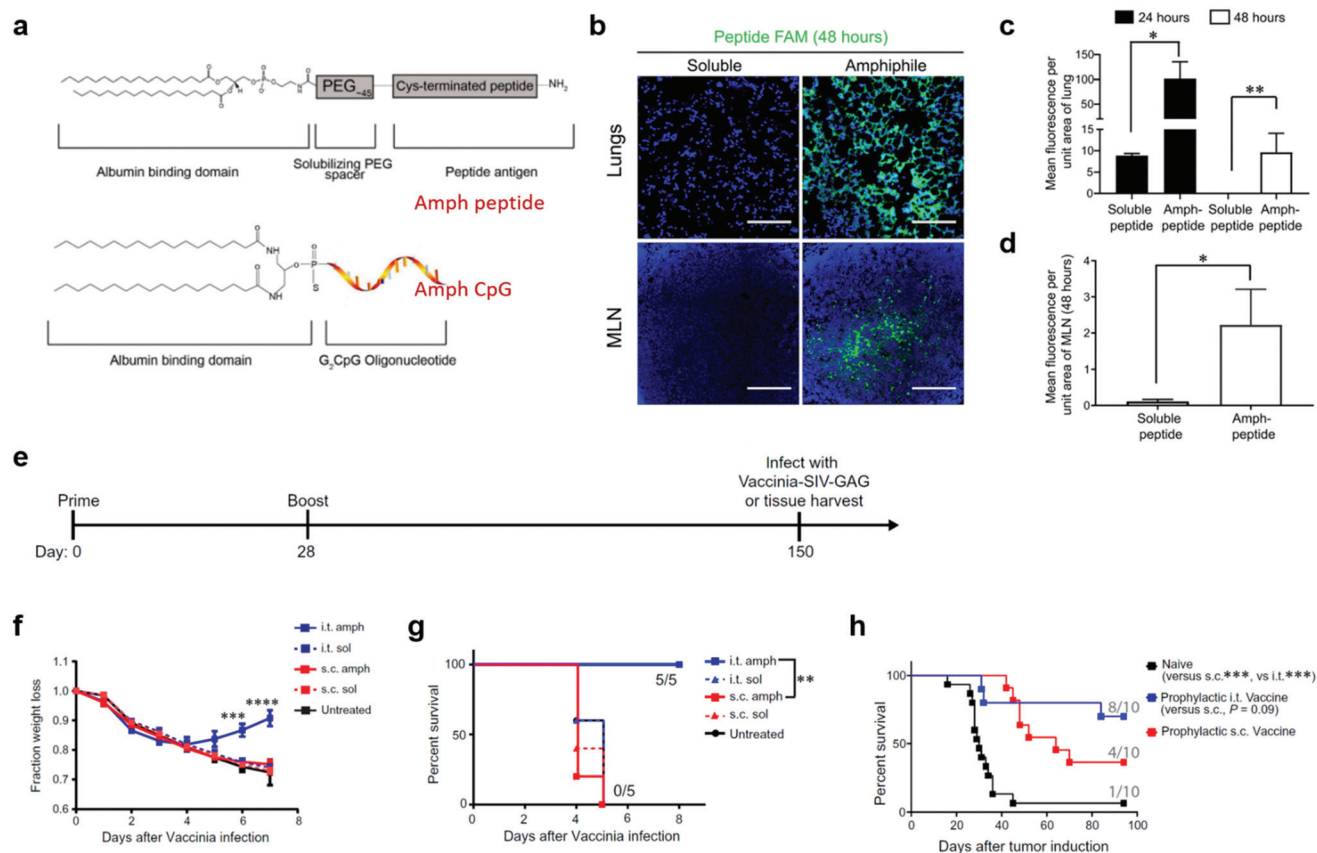 a
PEG~45
Cys-terminated peptide
NH2
Albumin binding domain
Solubilizing PEG
spacer
Peptide antigen
Amph peptide
O
O
O
O
P
O
O-
O
N
H
O
H
O
NH
O
P
O
S
NH
O
Amph CpG
Albumin binding domain
G2CpG Oligonucleotide
b
Peptide FAM (48 hours)
Soluble
Amphiphile
Lungs
MLN
c
24 hours
48 hours
Mean fluorescence per
unit area of lung
150
100
50
15
10
5
0
*
**
Soluble
peptide
Amph-
peptide
Soluble
peptide
Amph-
peptide
d
Mean fluorescence per
unit area of MLN (48 hours)
4
3
2
1
0
*
Soluble
peptide
Amph-
peptide
e
Prime
Boost
Infect with
Vaccinia-SIV-GAG
or tissue harvest
Day: 0
28
150
f
Fraction weight loss
1.1
1.0
0.9
0.8
0.7
0.6
0
2
4
6
8
Days after Vaccinia infection
***
****
i.t. amph
i.t. sol
s.c. amph
s.c. sol
Untreated
g
Percent survival
100
50
0
0
4
8
Days after Vaccinia infection
5/5
0/5
i.t. amph
i.t. sol
s.c. amph
s.c. sol
Untreated
**
h
Percent survival
100
50
0
0
20
40
60
80
100
Days after tumor induction
8/10
4/10
1/10
Naive
(versus s.c.***, vs i.t.***)
Prophylactic i.t. Vaccine
(versus s.c., P = 0.09)
Prophylactic s.c. Vaccine